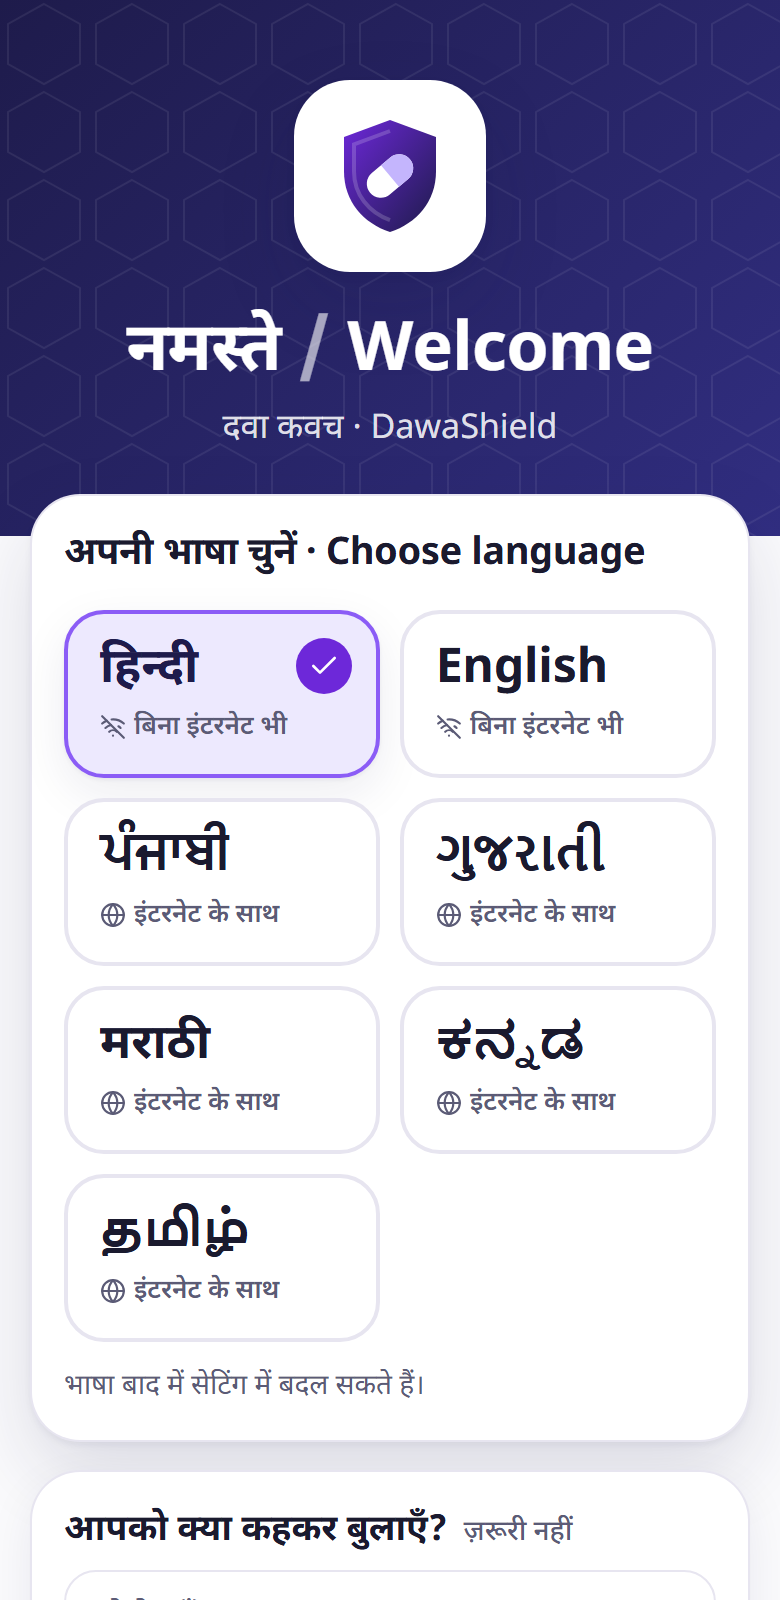 नमस्ते / Welcome
दवा कवच · DawaShield
अपनी भाषा चुनें · Choose language
हिन्दी
बिना इंटरनेट भी
English
बिना इंटरनेट भी
ਪੰਜਾਬੀ
इंटरनेट के साथ
ગુજરાતી
इंटरनेट के साथ
मराठी
इंटरनेट के साथ
ಕನ್ನಡ
इंटरनेट के साथ
தமிழ்
इंटरनेट के साथ
भाषा बाद में सेटिंग में बदल सकते हैं।
आपको क्या कहकर बुलाएँ? ज़रूरी नहीं